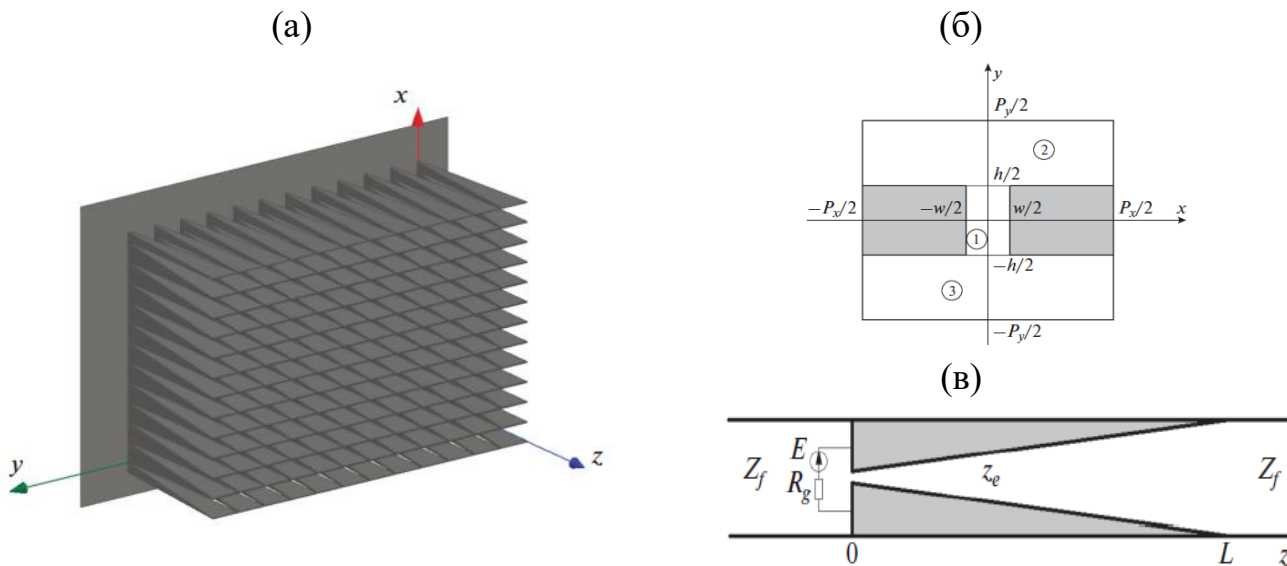 (а)
x
y
z
(б)
y
P_y/2
②
h/2
−P_x/2
−w/2
w/2
P_x/2
x
①
−h/2
③
−P_y/2
(в)
E
Z_f
R_g
z_e
Z_f
0
L
z